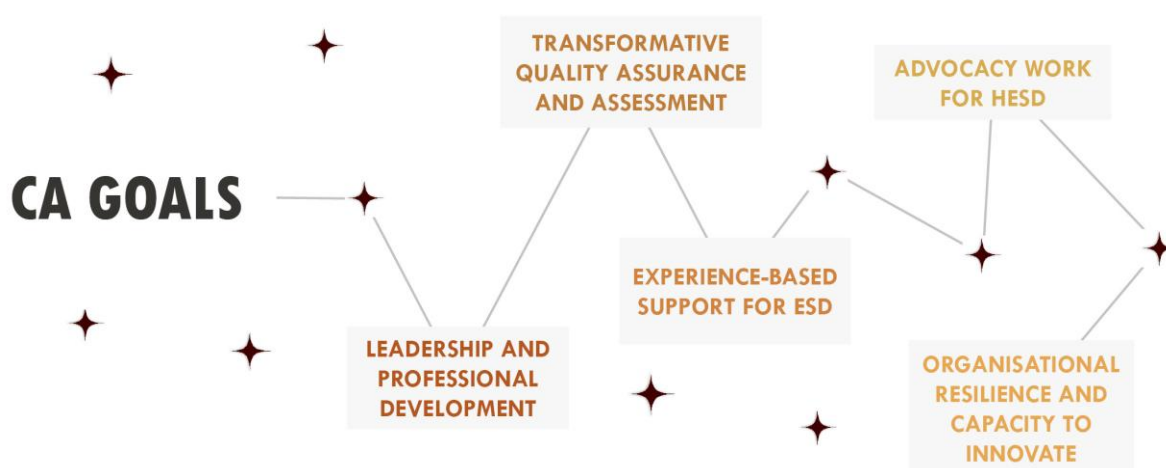 CA GOALS
LEADERSHIP AND
PROFESSIONAL
DEVELOPMENT
TRANSFORMATIVE
QUALITY ASSURANCE
AND ASSESSMENT
EXPERIENCE-BASED
SUPPORT FOR ESD
ADVOCACY WORK
FOR HESD
ORGANISATIONAL
RESILIENCE AND
CAPACITY TO
INNOVATE